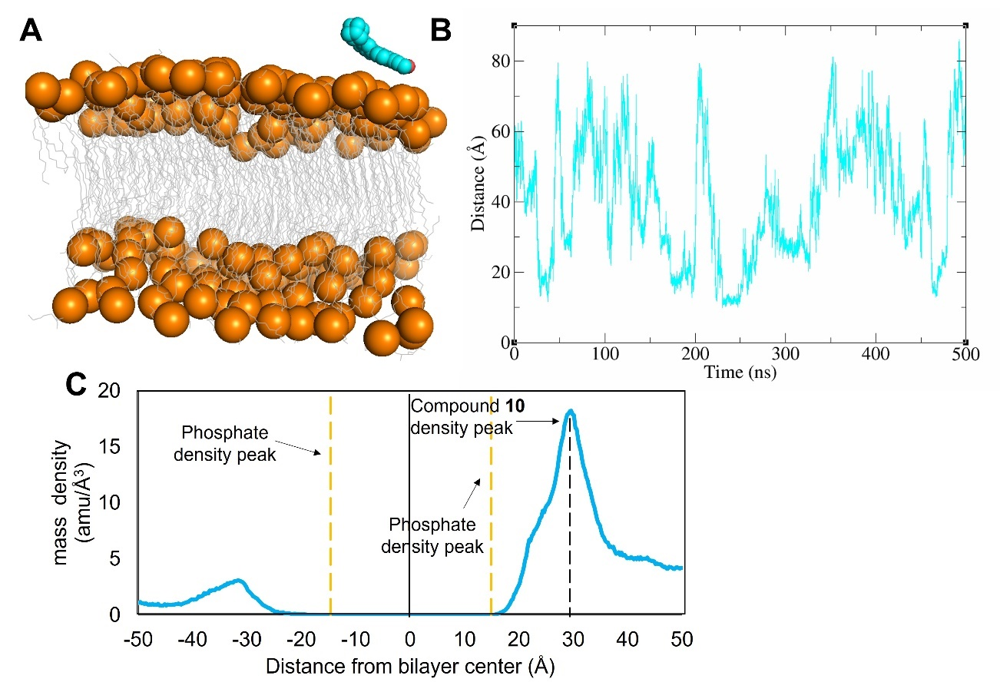 A
B
80
60
40
20
0
Distance (Å)
0 100 200 300 400 500
Time (ns)
C
20
15
10
5
0
mass density
(amu/Å³)
Phosphate
density peak
Compound 10
density peak
Phosphate
density peak
-50 -40 -30 -20 -10 0 10 20 30 40 50
Distance from bilayer center (Å)